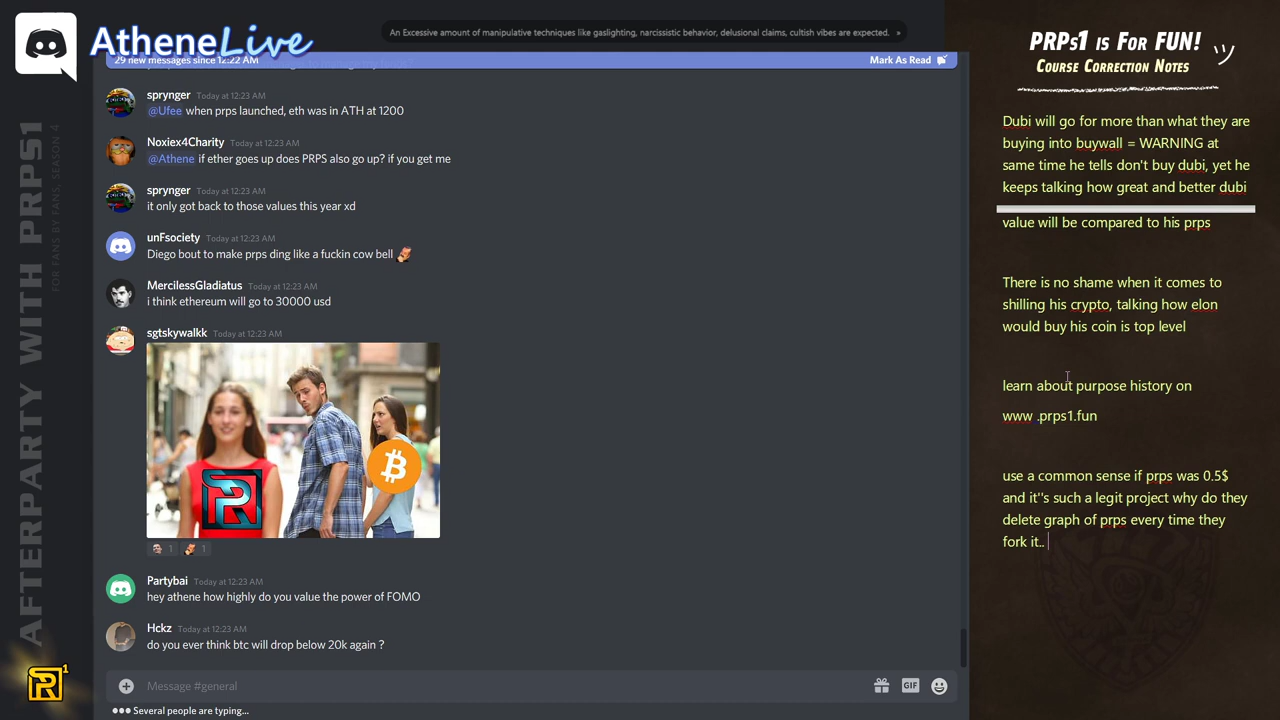 AtheneLive
An Excessive amount of manipulative techniques like gaslighting, narcissistic behavior, delusional claims, cultish vibes are expected. »
29 new messages since 12:22 AM
Mark As Read
sprynger Today at 12:23 AM
@Ufee when prps launched, eth was in ATH at 1200
Noxiex4Charity Today at 12:23 AM
@Athene if ether goes up does PRPS also go up? if you get me
sprynger Today at 12:23 AM
it only got back to those values this year xd
unFsociety Today at 12:23 AM
Diego bout to make prps ding like a fuckin cow bell
MercilessGladiatus Today at 12:23 AM
i think ethereum will go to 30000 usd
sgtskywalkk Today at 12:23 AM
1 1
Partybai Today at 12:23 AM
hey athene how highly do you value the power of FOMO
Hckz Today at 12:23 AM
do you ever think btc will drop below 20k again ?
Message #general
GIF
Several people are typing...
AFTERPARTY WITH PRPS1
FOR FANS BY FANS, SEASON 4
PRPs1 is For FUN!
Course Correction Notes
ツ
Dubi will go for more than what they are
buying into buywall = WARNING at
same time he tells don't buy dubi, yet he
keeps talking how great and better dubi
value will be compared to his prps
There is no shame when it comes to
shilling his crypto, talking how elon
would buy his coin is top level
learn about purpose history on
www .prps1.fun
use a common sense if prps was 0.5$
and it''s such a legit project why do they
delete graph of prps every time they
fork it..